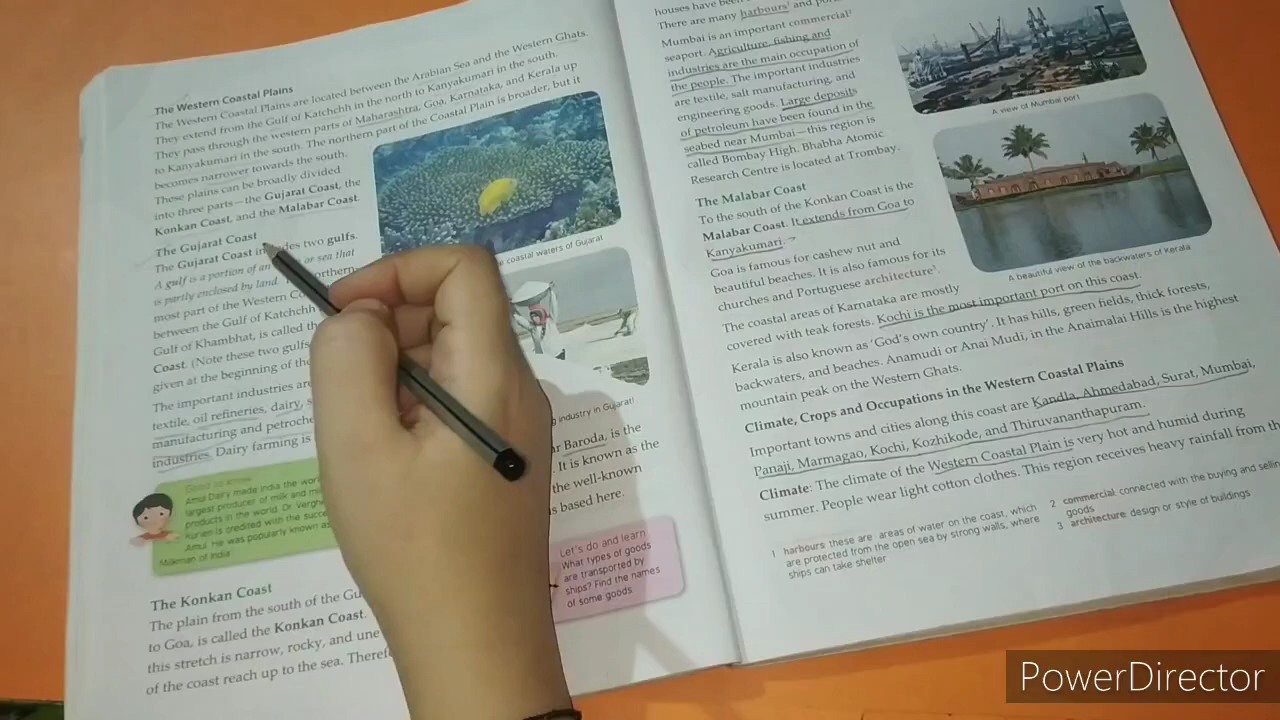 The Western Coastal Plains
The Western Coastal Plains are located between the Arabian Sea and the Western Ghats.
They extend from the Gulf of Katchchh in the north to Kanyakumari in the south.
They pass through the western parts of Maharashtra, Goa, Karnataka, and Kerala up
to Kanyakumari in the south. The northern part of the Coastal Plain is broader, but it
becomes narrower towards the south.
These plains can be broadly divided
into three parts—the Gujarat Coast, the
Konkan Coast, and the Malabar Coast.
The Gujarat Coast
The Gujarat Coast includes two gulfs.
A gulf is a portion of an or sea that
is partly enclosed by land. northern-
most part of the Western
between the Gulf of Katchchh
Gulf of Khambhat, is called the
Coast. (Note these two gulfs
given at the beginning of the
The important industries are
textile, oil refineries, dairy,
manufacturing and
industries. Dairy farming is
coastal waters of Gujarat
industry in Gujarat!
Baroda, is the
. It is known as
the well-known
based here.
Good to know
Amul Dairy made India the
largest producer of milk and
products in the world. Dr
Kurien is credited with the
Amul. He was popularly known as
Milkman of India
Let's do and learn
What types of goods
are transported by
ships? Find the names
of some goods.
The Konkan Coast
The plain from the south of the
to Goa, is called the Konkan Coast.
this stretch is narrow, rocky, and
of the coast reach up to the sea.
houses have been
There are many harbours¹ and
Mumbai is an important commercial²
seaport. Agriculture, fishing and
industries are the main occupation of
the people. The important industries
are textile, salt manufacturing, and
engineering goods. Large deposits
of petroleum have been found in the
seabed near Mumbai—this region is
called Bombay High. Bhabha Atomic
Research Centre is located at Trombay.
A view of Mumbai port
The Malabar Coast
To the south of the Konkan Coast is the
Malabar Coast. It extends from Goa to
Kanyakumari.
Goa is famous for cashew nut and
beautiful beaches. It is also famous for its
churches and Portuguese architecture³.
A beautiful view of the backwaters of Kerala
The coastal areas of Karnataka are mostly
covered with teak forests. Kochi is the most important port on this coast.
Kerala is also known as 'God's own country'. It has hills, green fields, thick forests,
backwaters, and beaches. Anamudi or Anai Mudi, in the Anaimalai Hills is the highest
mountain peak on the Western Ghats.
Climate, Crops and Occupations in the Western Coastal Plains
Important towns and cities along this coast are Kandla, Ahmedabad, Surat, Mumbai,
Panaji, Marmagao, Kochi, Kozhikode, and Thiruvananthapuram.
Climate: The climate of the Western Coastal Plain is very hot and humid during
summer. People wear light cotton clothes. This region receives heavy rainfall from the
1 harbours these are areas of water on the coast, which
are protected from the open sea by strong walls, where
ships can take shelter
2 commercial connected with the buying and
goods
3 architecture design or style of buildings
PowerDirector